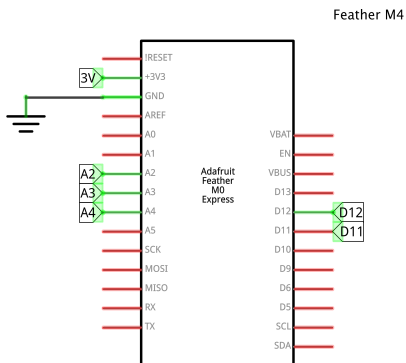 Feather M4
!RESET
3V +3V3
GND
AREF
A0
A1
A2 A2
A3 A3
A4 A4
A5
SCK
MOSI
MISO
RX
TX
Adafruit
Feather
M0
Express
VBAT
EN
VBUS
D13
D12 D12
D11 D11
D10
D9
D6
D5
SCL
SDA